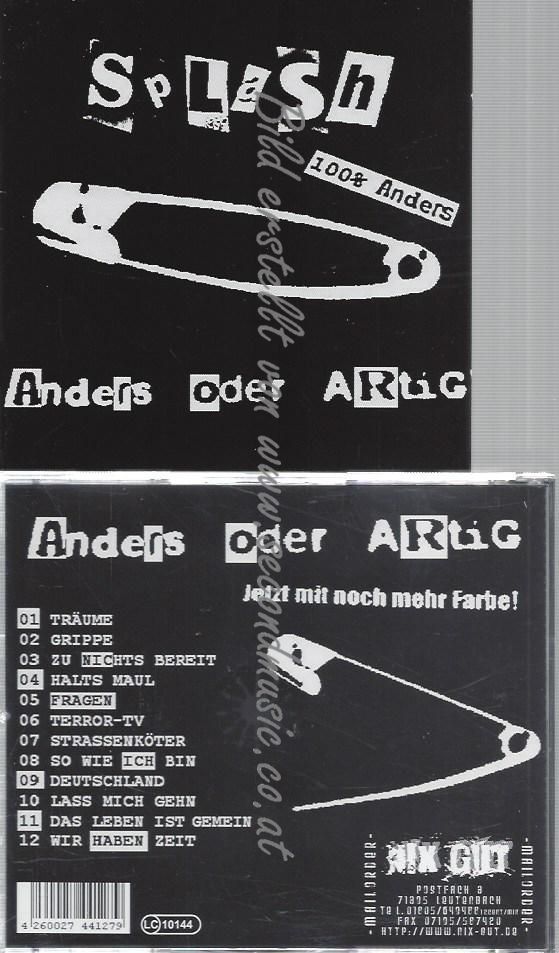 Splash
100% Anders
Anders oder ARtiG
Bild erstellt von www.secondmusic.co.at
Anders oder ARtiG
Jetzt mit noch mehr Farbe!
01 TRÄUME
02 GRIPPE
03 ZU NICHTS BEREIT
04 HALTS MAUL
05 FRAGEN
06 TERROR-TV
07 STRASSENKÖTER
08 SO WIE ICH BIN
09 DEUTSCHLAND
10 LASS MICH GEHN
11 DAS LEBEN IST GEMEIN
12 WIR HABEN ZEIT
-MAILORDER-
NIX GUT
-MAILORDER-
POSTFACH 3
71395 LEUTENBACH
FAX 07195/587420
HTTP://WWW.NIX-GUT.DE
4 260027 441279
LC 10144